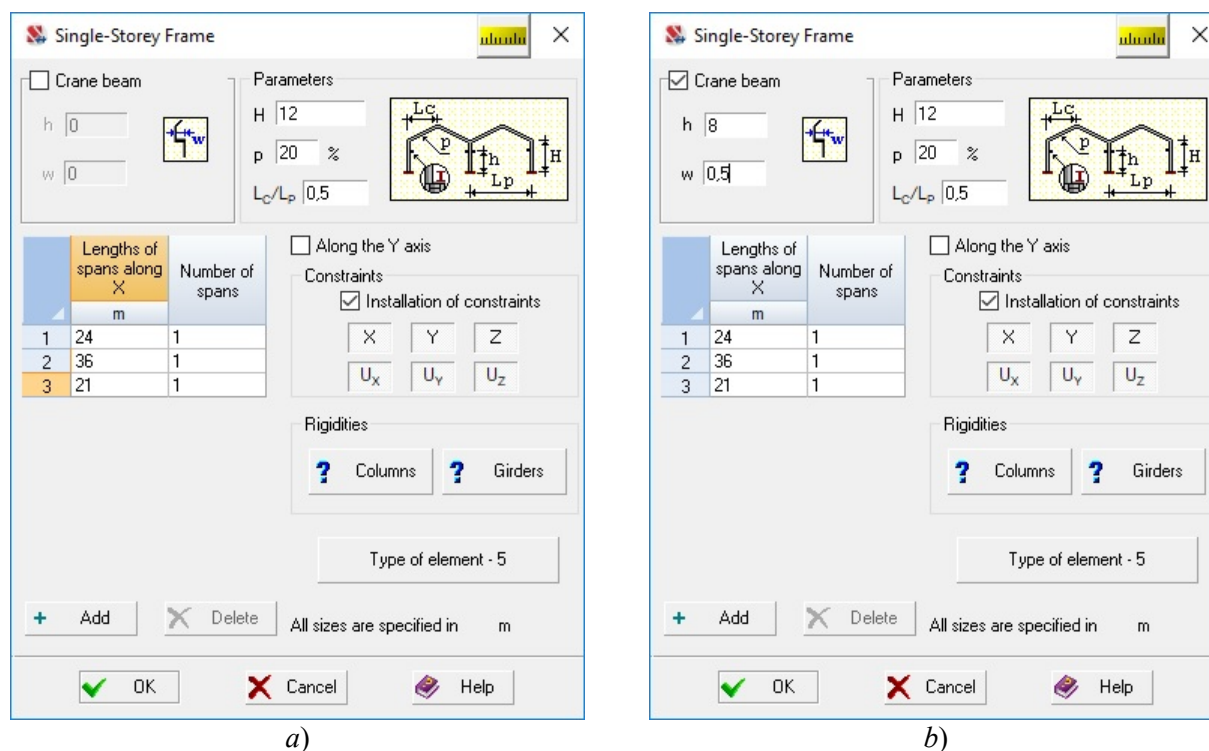 Single-Storey Frame
Crane beam
h 0
w 0
w
Parameters
H 12
p 20 %
LC/LP 0,5
Lc
p
h
H
Lp
Lengths of spans along X
Number of spans
m
1 24 1
2 36 1
3 21 1
Along the Y axis
Constraints
Installation of constraints
X Y Z
UX UY UZ
Rigidities
? Columns ? Girders
Type of element - 5
+ Add Delete All sizes are specified in m
OK Cancel Help
a)
Single-Storey Frame
Crane beam
h 8
w 0,5
w
Parameters
H 12
p 20 %
LC/LP 0,5
Lc
p
h
H
Lp
Lengths of spans along X
Number of spans
m
1 24 1
2 36 1
3 21 1
Along the Y axis
Constraints
Installation of constraints
X Y Z
UX UY UZ
Rigidities
? Columns ? Girders
Type of element - 5
+ Add Delete All sizes are specified in m
OK Cancel Help
b)